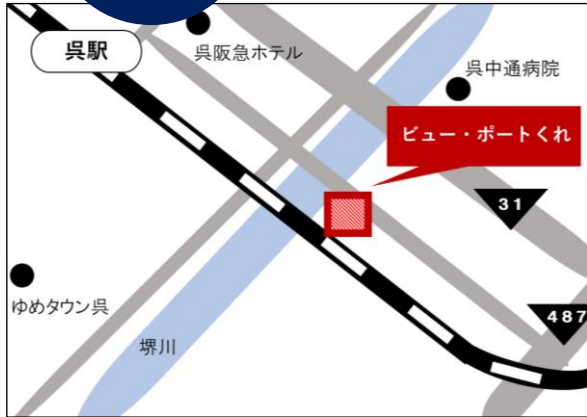 呉駅
呉阪急ホテル
呉中通病院
ビュー・ポートくれ
31
ゆめタウン呉
487
堺川